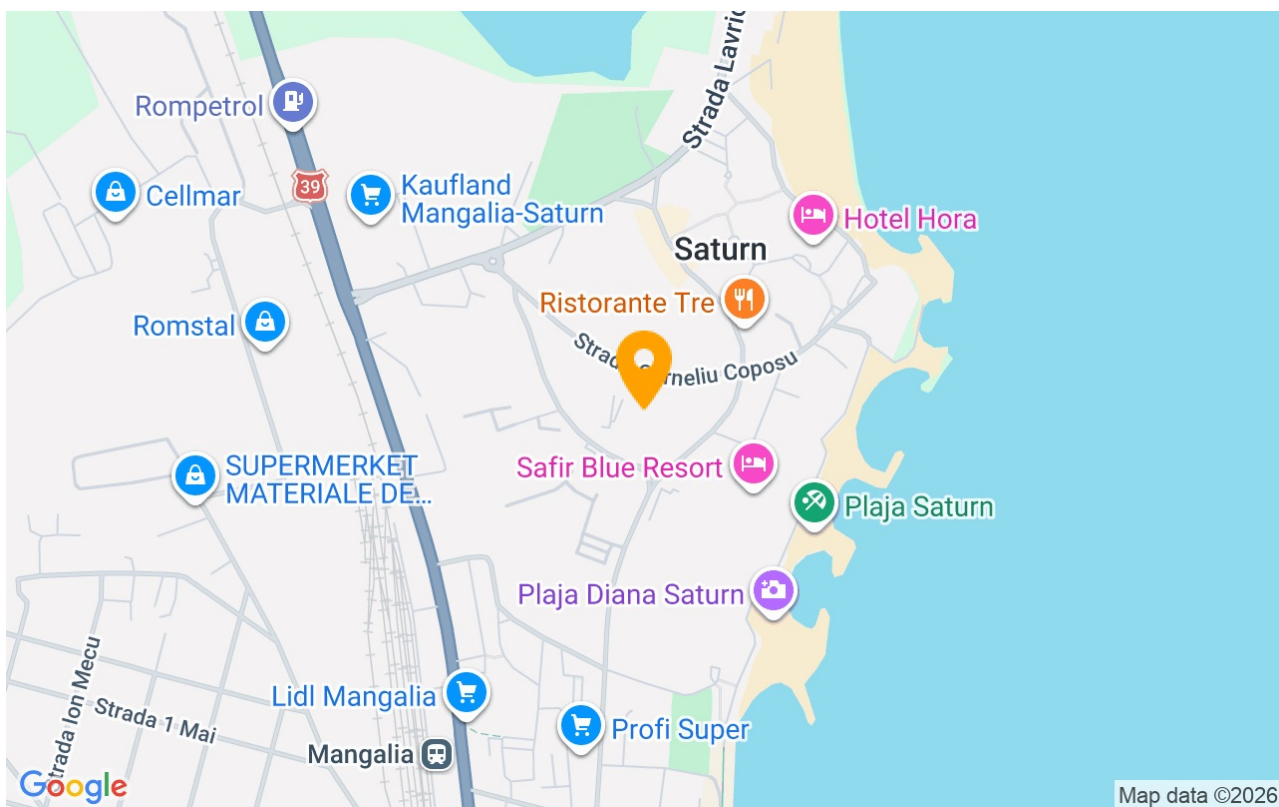 Strada Lavric
Rompetrol
39
Cellmar
Kaufland
Mangalia-Saturn
Hotel Hora
Saturn
Ristorante Tre
Romstal
Corneliu Coposu
Safir Blue Resort
SUPERMERKET
MATERIALE DE...
Plaja Saturn
Plaja Diana Saturn
Strada Ion Mecu
Lidl Mangalia
Strada 1 Mai
Profi Super
Mangalia
Google
Map data ©2026